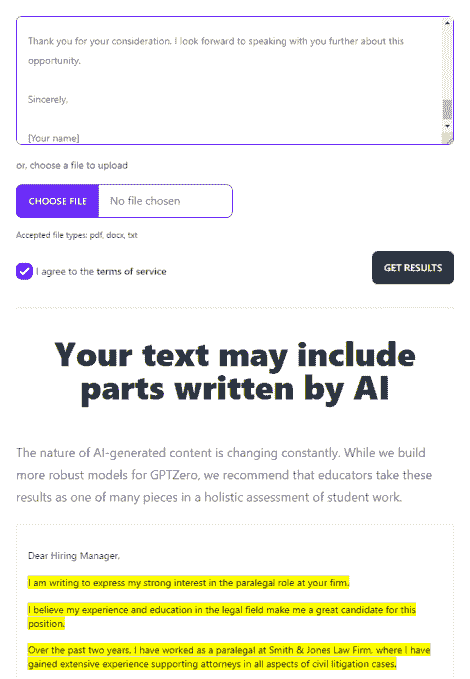 Thank you for your consideration. I look forward to speaking with you further about this
opportunity.
Sincerely,
[Your name]
or, choose a file to upload
CHOOSE FILE No file chosen
Accepted file types: pdf, docx, txt
I agree to the terms of service
GET RESULTS
Your text may include
parts written by AI
The nature of AI-generated content is changing constantly. While we build
more robust models for GPTZero, we recommend that educators take these
results as one of many pieces in a holistic assessment of student work.
Dear Hiring Manager,
I am writing to express my strong interest in the paralegal role at your firm.
I believe my experience and education in the legal field make me a great candidate for this
position.
Over the past two years, I have worked as a paralegal at Smith & Jones Law Firm, where I have
gained extensive experience supporting attorneys in all aspects of civil litigation cases.